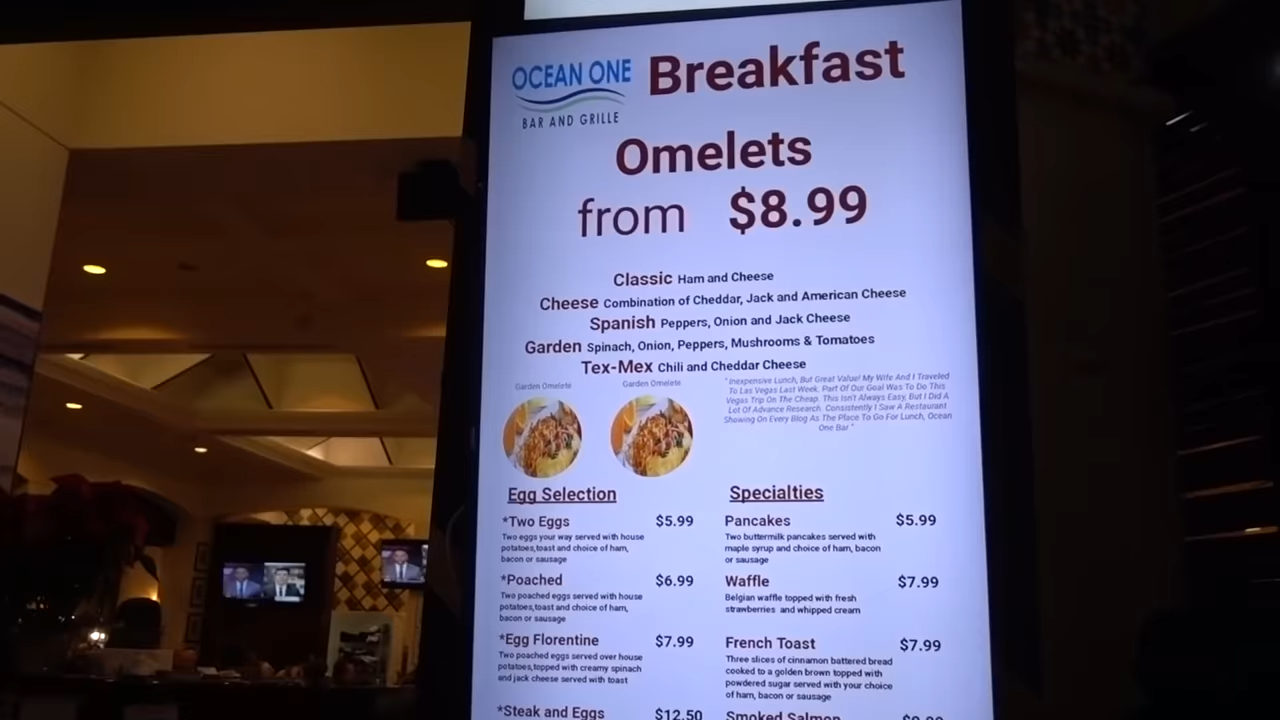 OCEAN ONE
BAR AND GRILLE
Breakfast
Omelets
from $8.99
Classic Ham and Cheese
Cheese Combination of Cheddar, Jack and American Cheese
Spanish Peppers, Onion and Jack Cheese
Garden Spinach, Onion, Peppers, Mushrooms & Tomatoes
Tex-Mex Chili and Cheddar Cheese
Garden Omelete
Garden Omelete
" Inexpensive Lunch, But Great Value! My Wife And I Traveled
To Las Vegas Last Week, Part Of Our Goal Was To Do This
Vegas Trip On The Cheap. This Isn't Always Easy, But I Did A
Lot Of Advance Research. Consistently I Saw A Restaurant
Showing On Every Blog As The Place To Go For Lunch, Ocean
One Bar "
Egg Selection
*Two Eggs $5.99
Two eggs your way served with house
potatoes,toast and choice of ham,
bacon or sausage
*Poached $6.99
Two poached eggs served with house
potatoes,toast and choice of ham,
bacon or sausage
*Egg Florentine $7.99
Two poached eggs served over house
potatoes,topped with creamy spinach
and jack cheese served with toast
*Steak and Eggs $12.50
Specialties
Pancakes $5.99
Two buttermilk pancakes served with
maple syrup and choice of ham, bacon
or sausage
Waffle $7.99
Belgian waffle topped with fresh
strawberries and whipped cream
French Toast $7.99
Three slices of cinnamon battered bread
cooked to a golden brown topped with
powdered sugar served with your choice
of ham, bacon or sausage
Smoked Salmon